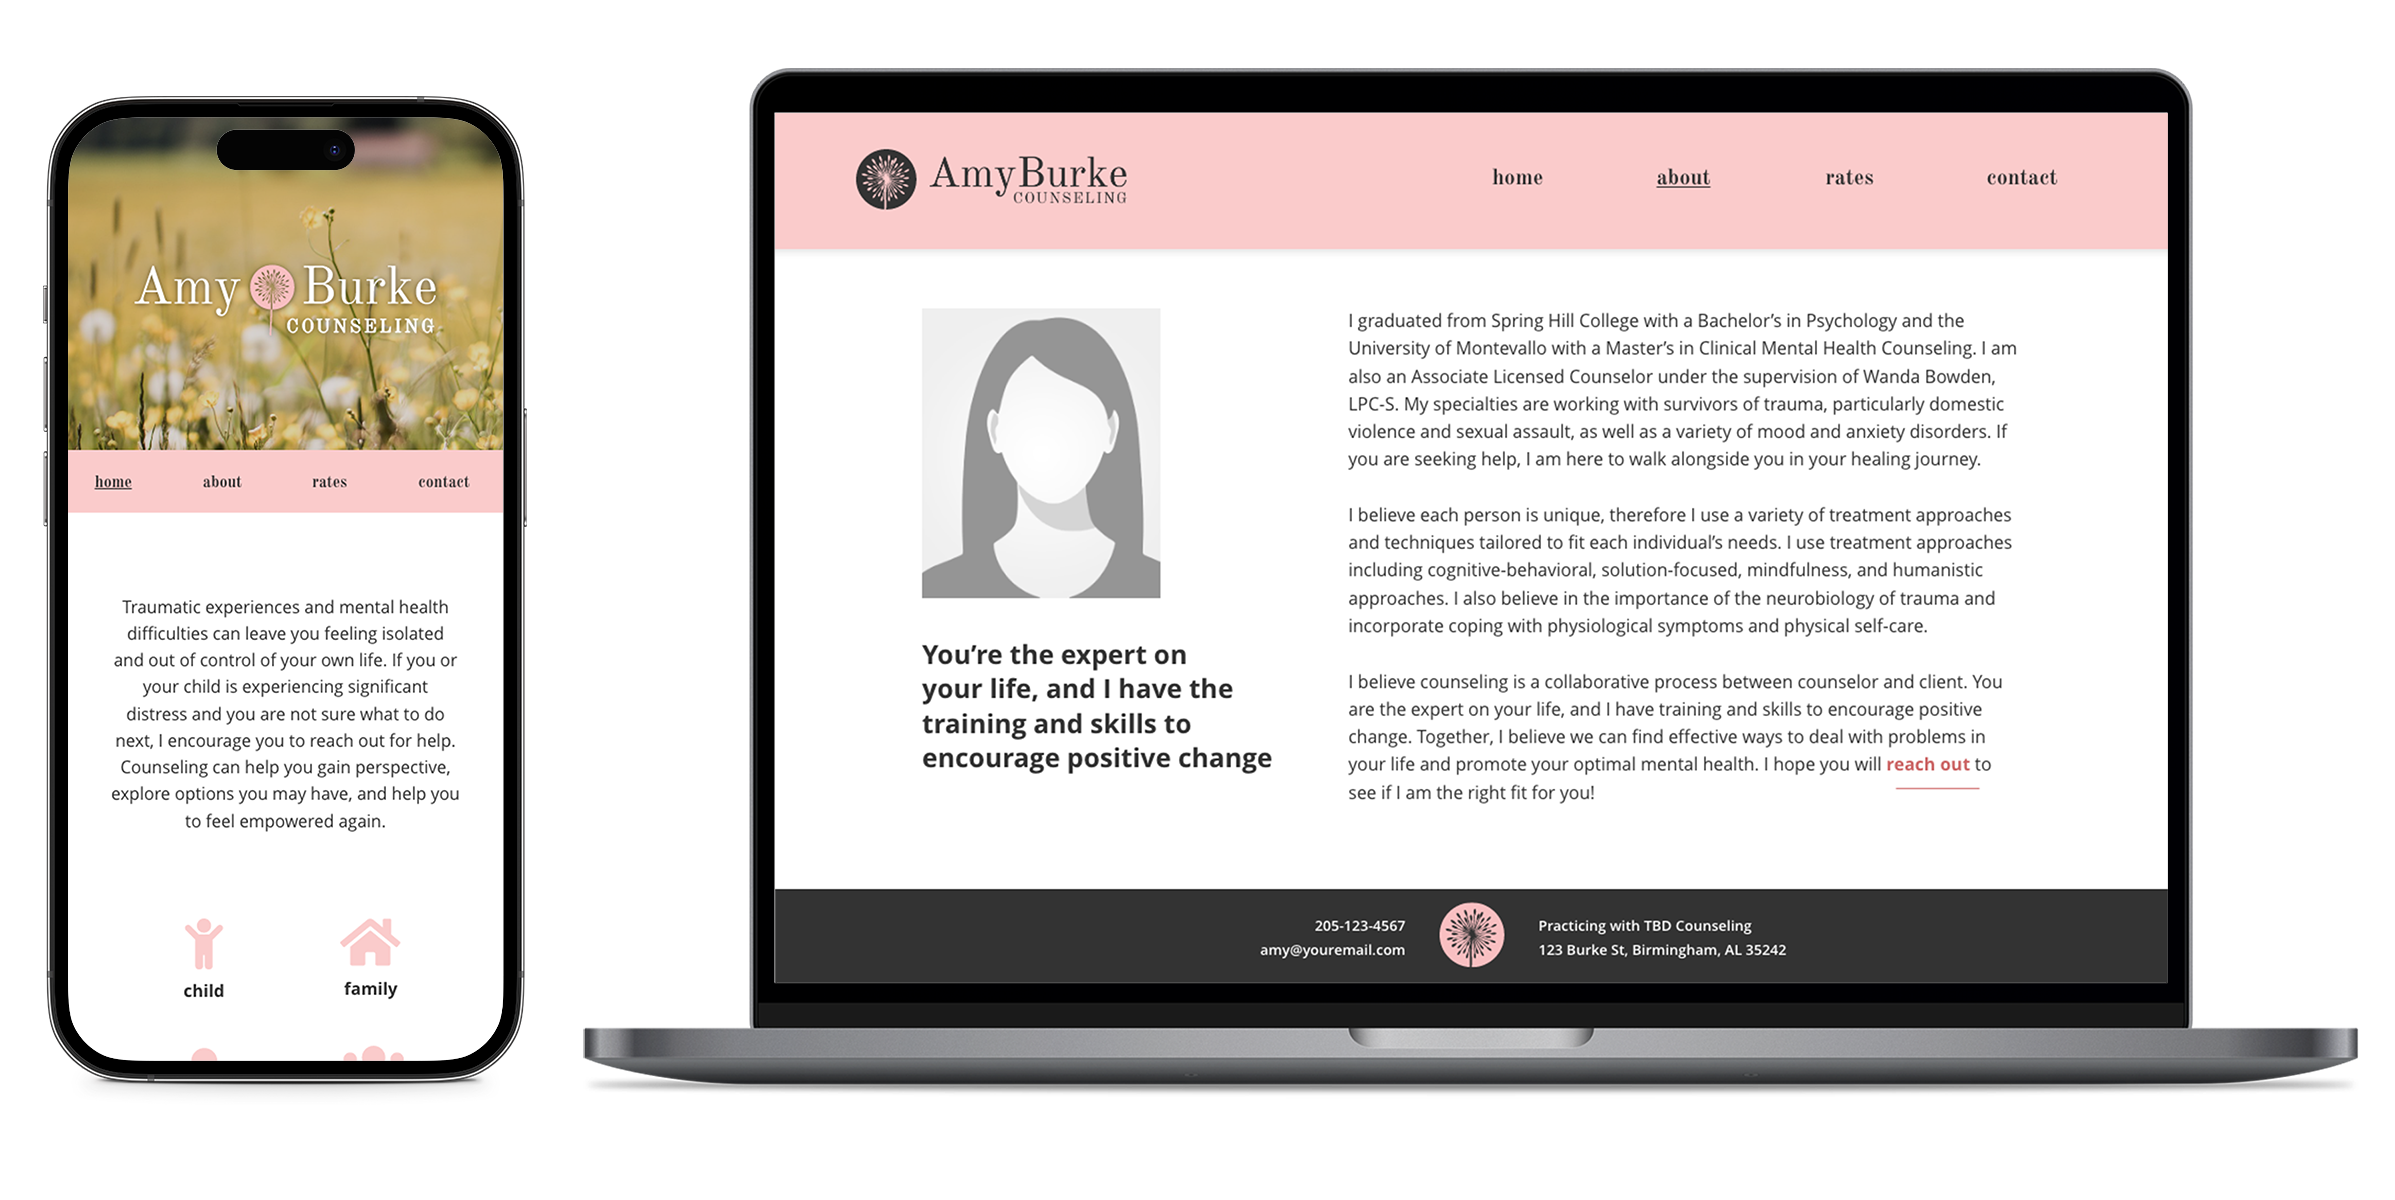 Amy Burke
COUNSELING
home about rates contact
Traumatic experiences and mental health
difficulties can leave you feeling isolated
and out of control of your own life. If you or
your child is experiencing significant
distress and you are not sure what to do
next, I encourage you to reach out for help.
Counseling can help you gain perspective,
explore options you may have, and help you
to feel empowered again.
child family
AmyBurke
COUNSELING
home about rates contact
You’re the expert on
your life, and I have the
training and skills to
encourage positive change
I graduated from Spring Hill College with a Bachelor’s in Psychology and the
University of Montevallo with a Master’s in Clinical Mental Health Counseling. I am
also an Associate Licensed Counselor under the supervision of Wanda Bowden,
LPC-S. My specialties are working with survivors of trauma, particularly domestic
violence and sexual assault, as well as a variety of mood and anxiety disorders. If
you are seeking help, I am here to walk alongside you in your healing journey.
I believe each person is unique, therefore I use a variety of treatment approaches
and techniques tailored to fit each individual’s needs. I use treatment approaches
including cognitive-behavioral, solution-focused, mindfulness, and humanistic
approaches. I also believe in the importance of the neurobiology of trauma and
incorporate coping with physiological symptoms and physical self-care.
I believe counseling is a collaborative process between counselor and client. You
are the expert on your life, and I have training and skills to encourage positive
change. Together, I believe we can find effective ways to deal with problems in
your life and promote your optimal mental health. I hope you will reach out to
see if I am the right fit for you!
205-123-4567
amy@youremail.com
Practicing with TBD Counseling
123 Burke St, Birmingham, AL 35242